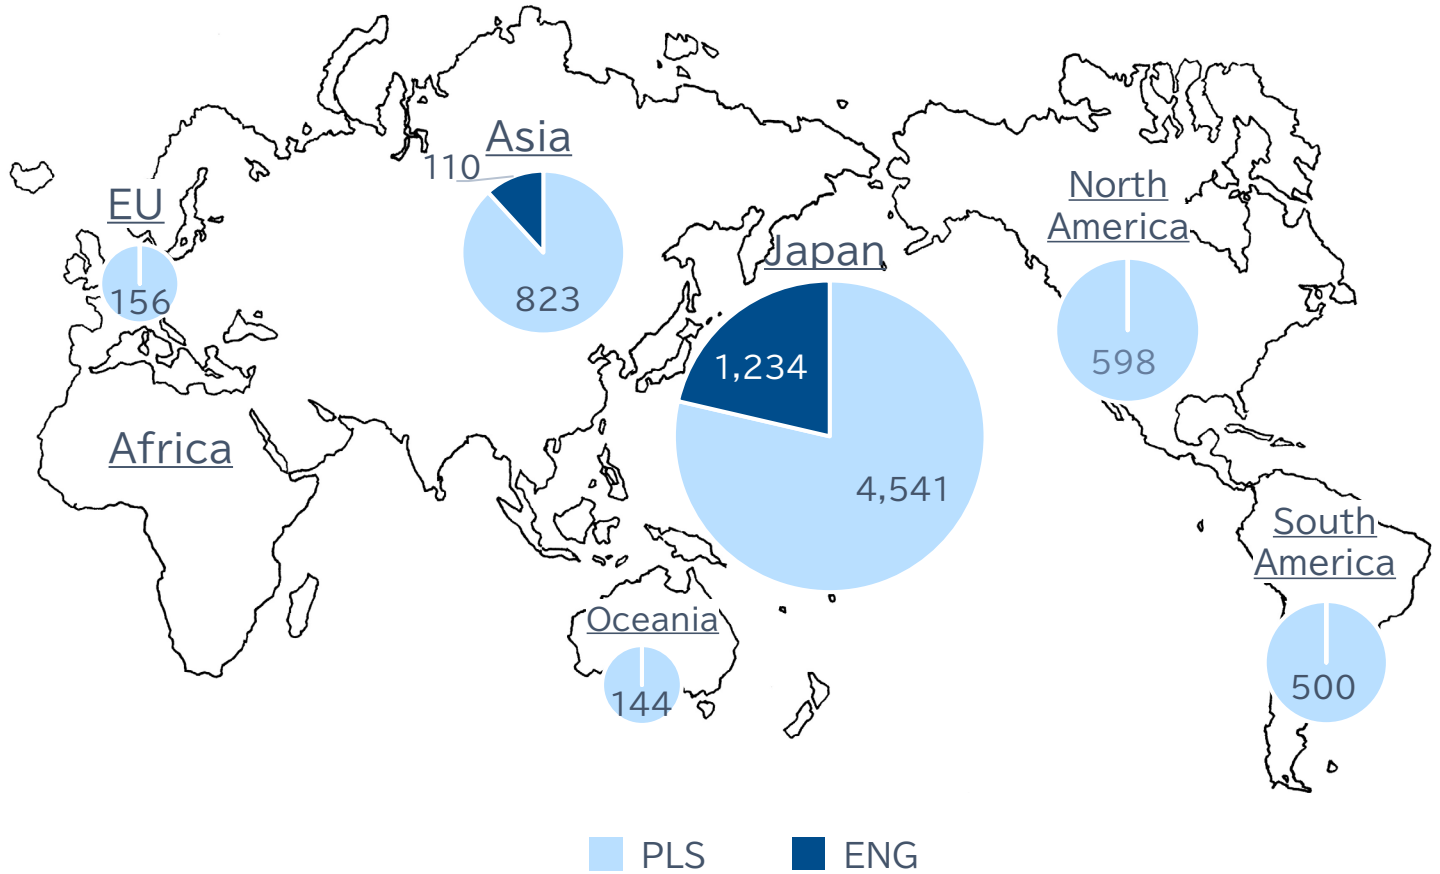 Asia
110
823
EU
156
North
America
598
Japan
1,234
4,541
Africa
South
America
500
Oceania
144
PLS
ENG